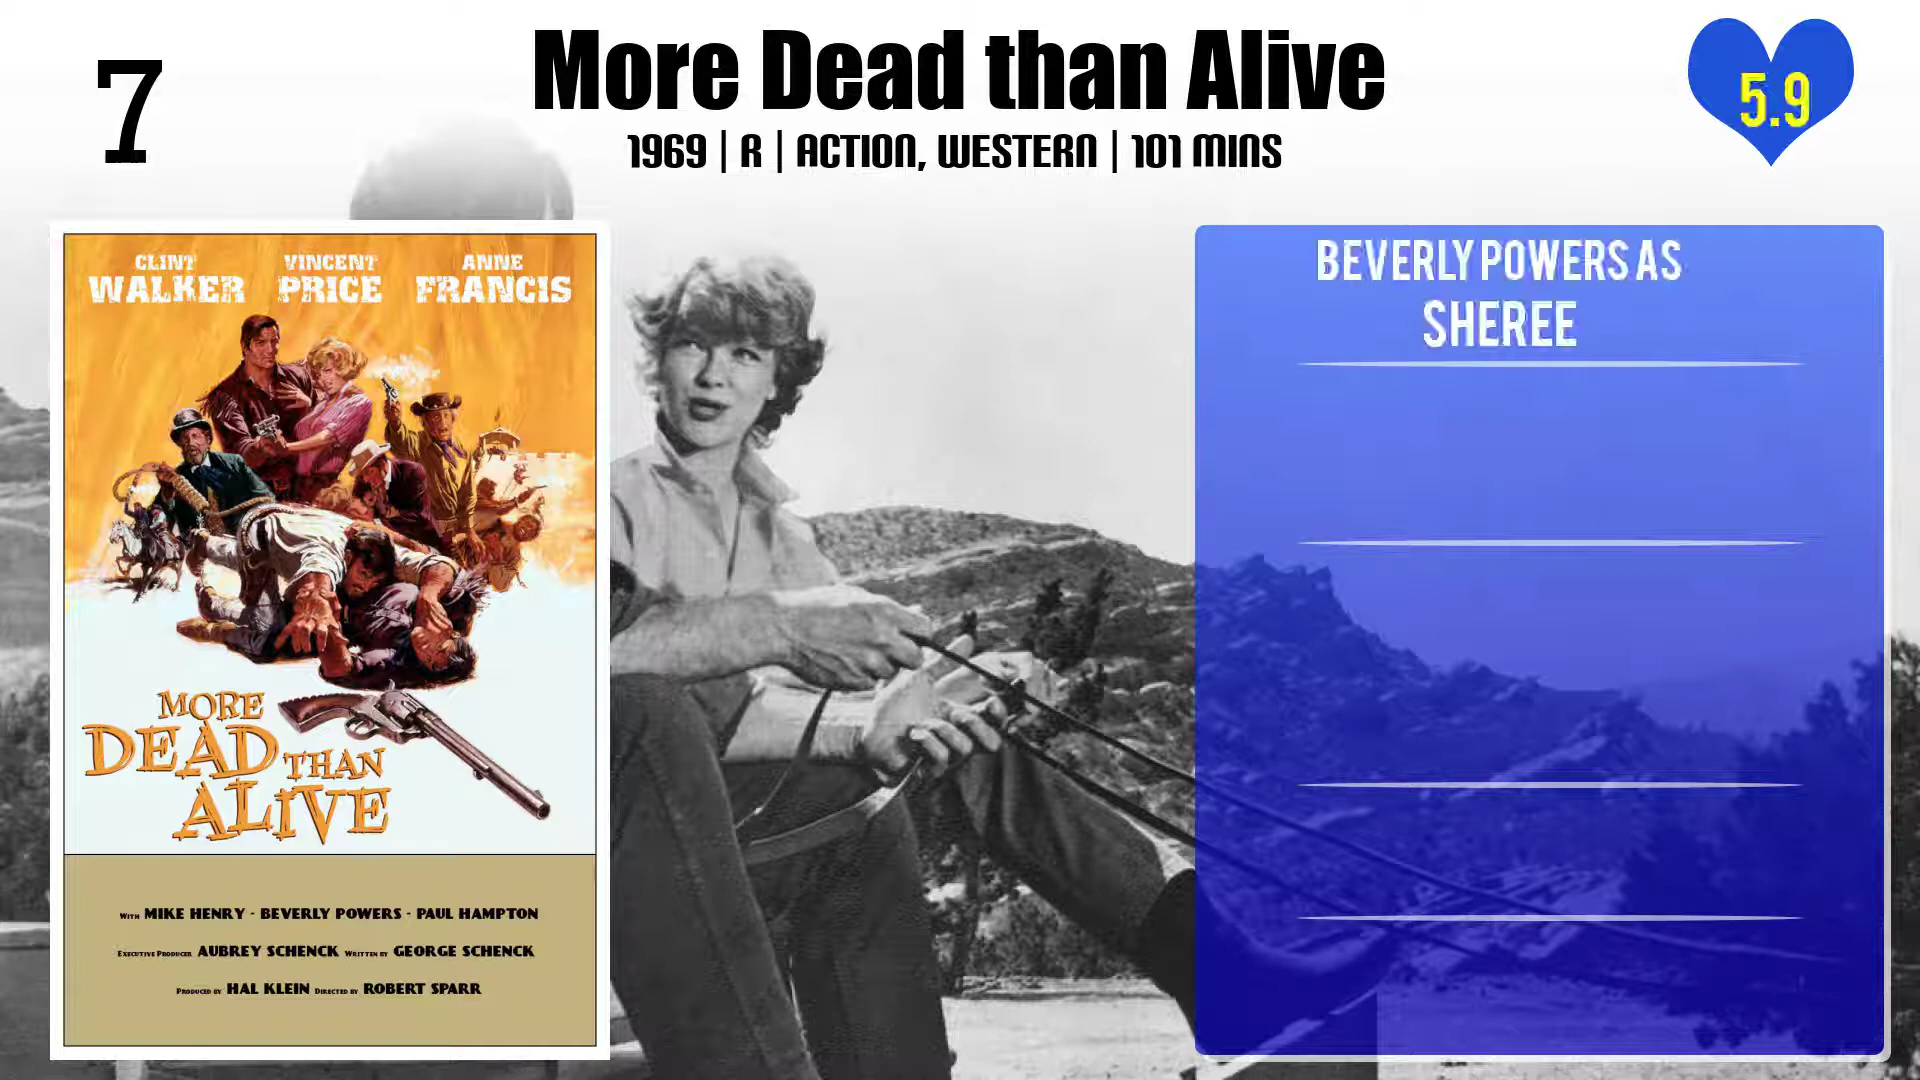 7
More Dead than Alive
1969 | R | ACTION, WESTERN | 101 MINS
5.9
CLINT WALKER
VINCENT PRICE
ANNE FRANCIS
MORE
DEAD THAN
ALIVE
WITH MIKE HENRY - BEVERLY POWERS - PAUL HAMPTON
EXECUTIVE PRODUCER AUBREY SCHENCK WRITTEN BY GEORGE SCHENCK
PRODUCED BY HAL KLEIN DIRECTED BY ROBERT SPARR
BEVERLY POWERS AS
SHEREE